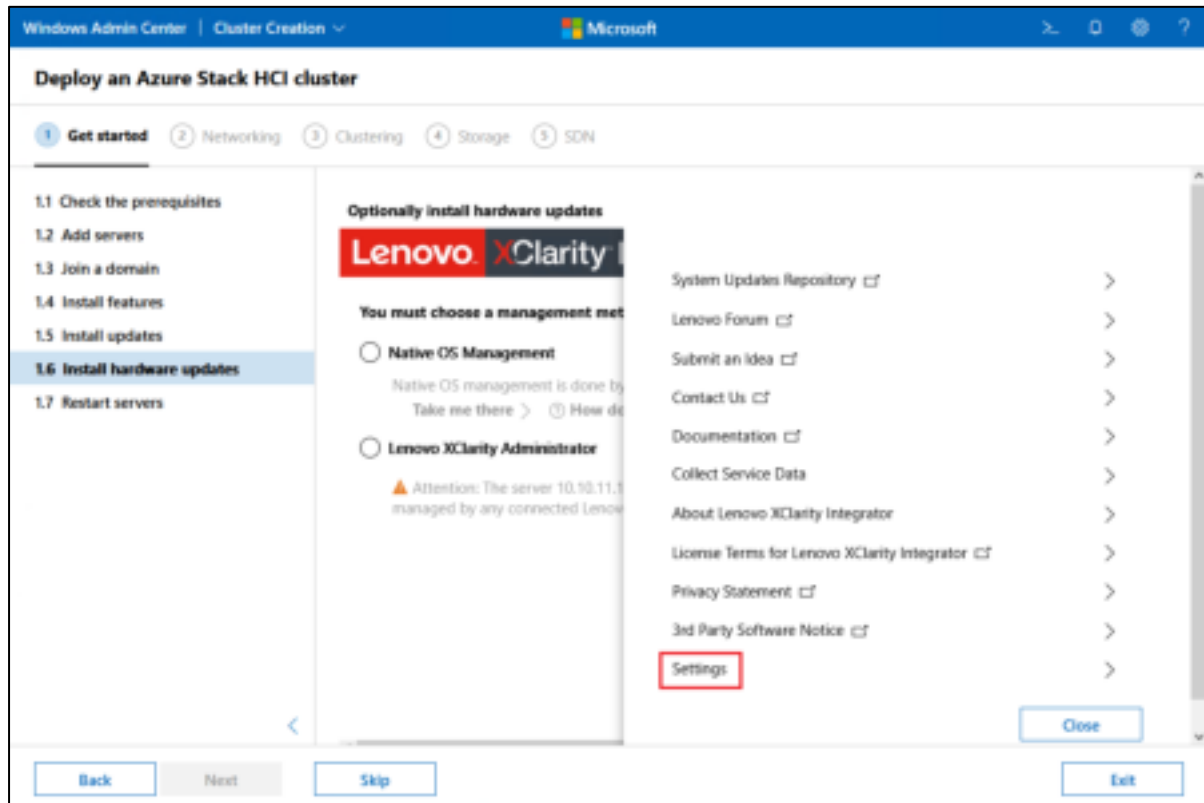 Windows Admin Center | Cluster Creation
Microsoft
Deploy an Azure Stack HCI cluster
1 Get started
2 Networking
3 Clustering
4 Storage
5 SDN
1.1 Check the prerequisites
1.2 Add servers
1.3 Join a domain
1.4 Install features
1.5 Install updates
1.6 Install hardware updates
1.7 Restart servers
Optionally install hardware updates
Lenovo. XClarity
You must choose a management met
Native OS Management
Native OS management is done by
Take me there > ? How do
Lenovo XClarity Administrator
Attention: The server 10.10.11.1
managed by any connected Lenov
System Updates Repository
Lenovo Forum
Submit an Idea
Contact Us
Documentation
Collect Service Data
About Lenovo XClarity Integrator
License Terms for Lenovo XClarity Integrator
Privacy Statement
3rd Party Software Notice
Settings
Close
Back
Next
Skip
Exit